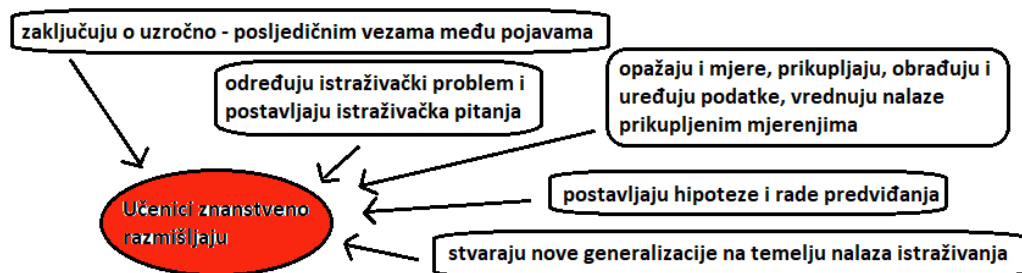 zaključuju o uzročno - posljedičnim vezama među pojavama
određuju istraživački problem i
postavljaju istraživačka pitanja
opažaju i mjere, prikupljaju, obrađuju i
uređuju podatke, vrednuju nalaze
prikupljenim mjerenjima
postavljaju hipoteze i rade predviđanja
Učenici znanstveno
razmišljaju
stvaraju nove generalizacije na temelju nalaza istraživanja